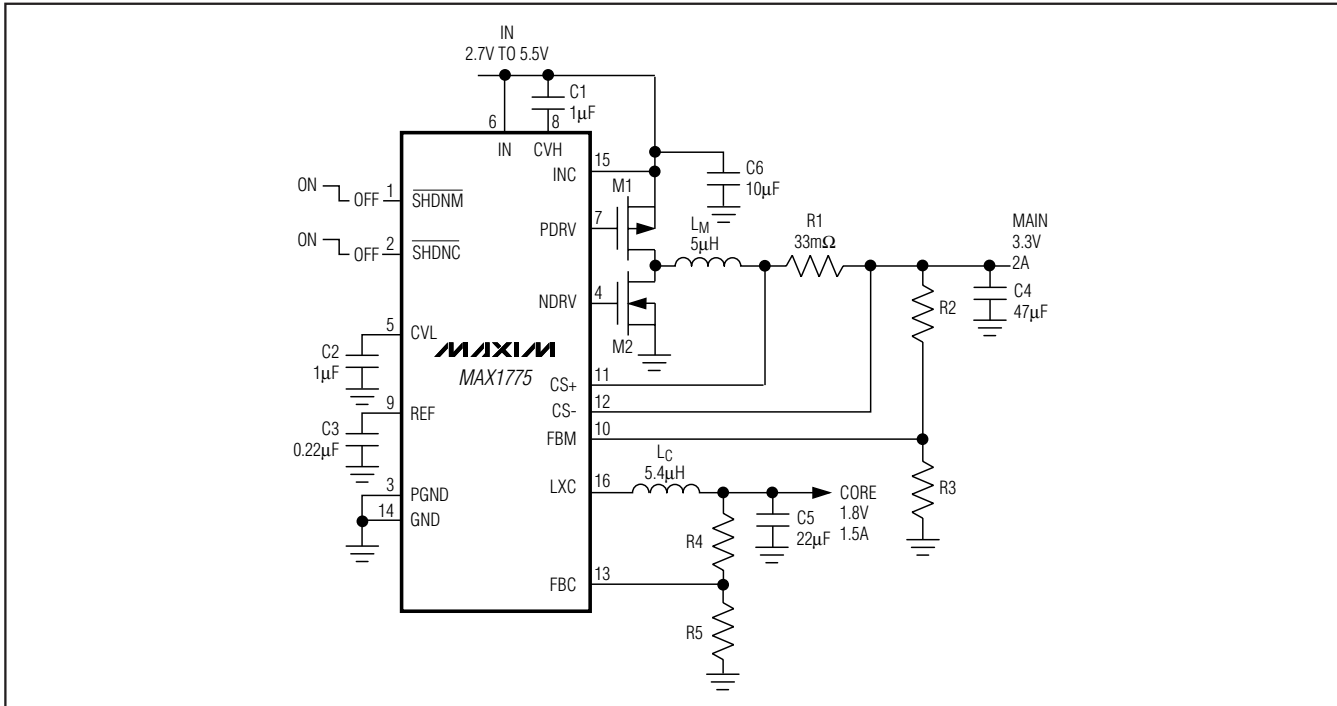 IN
2.7V TO 5.5V
C1
1μF
6
8
IN
CVH
15
INC
C6
10μF
ON
OFF
1
SHDNM
M1
7
PDRV
LM
5μH
R1
33mΩ
MAIN
3.3V
2A
ON
OFF
2
SHDNC
4
NDRV
M2
R2
C4
47μF
5
CVL
C2
1μF
MAXIM
MAX1775
11
CS+
12
CS-
9
REF
C3
0.22μF
10
FBM
LC
5.4μH
16
LXC
R3
3
PGND
14
GND
CORE
1.8V
1.5A
C5
22μF
R4
13
FBC
R5